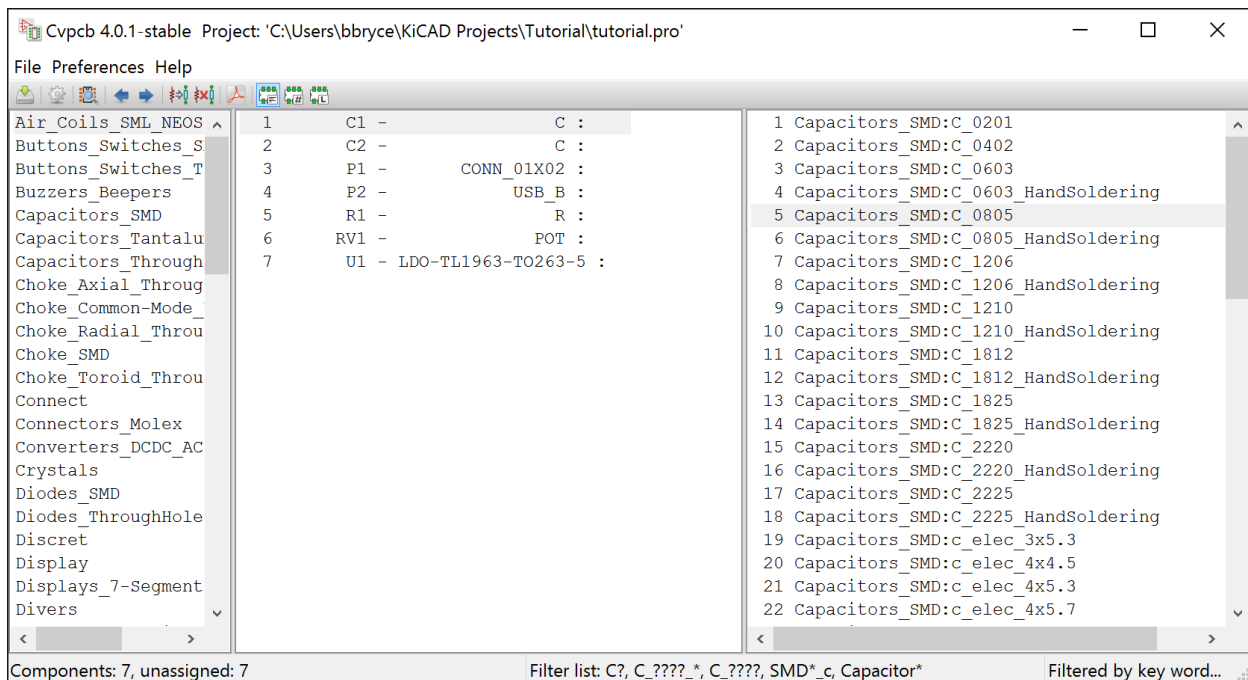 Cvpcb 4.0.1-stable Project: 'C:\Users\bbryce\KiCAD Projects\Tutorial\tutorial.pro'
File Preferences Help
Air_Coils_SML_NEOS
Buttons_Switches_S
Buttons_Switches_T
Buzzers_Beepers
Capacitors_SMD
Capacitors_Tantalu
Capacitors_Through
Choke_Axial_Throug
Choke_Common-Mode_
Choke_Radial_Throu
Choke_SMD
Choke_Toroid_Throu
Connect
Connectors_Molex
Converters_DCDC_AC
Crystals
Diodes_SMD
Diodes_ThroughHole
Discret
Display
Displays_7-Segment
Divers
1 C1 - C :
2 C2 - C :
3 P1 - CONN_01X02 :
4 P2 - USB_B :
5 R1 - R :
6 RV1 - POT :
7 U1 - LDO-TL1963-TO263-5 :
1 Capacitors_SMD:C_0201
2 Capacitors_SMD:C_0402
3 Capacitors_SMD:C_0603
4 Capacitors_SMD:C_0603_HandSoldering
5 Capacitors_SMD:C_0805
6 Capacitors_SMD:C_0805_HandSoldering
7 Capacitors_SMD:C_1206
8 Capacitors_SMD:C_1206_HandSoldering
9 Capacitors_SMD:C_1210
10 Capacitors_SMD:C_1210_HandSoldering
11 Capacitors_SMD:C_1812
12 Capacitors_SMD:C_1812_HandSoldering
13 Capacitors_SMD:C_1825
14 Capacitors_SMD:C_1825_HandSoldering
15 Capacitors_SMD:C_2220
16 Capacitors_SMD:C_2220_HandSoldering
17 Capacitors_SMD:C_2225
18 Capacitors_SMD:C_2225_HandSoldering
19 Capacitors_SMD:c_elec_3x5.3
20 Capacitors_SMD:c_elec_4x4.5
21 Capacitors_SMD:c_elec_4x5.3
22 Capacitors_SMD:c_elec_4x5.7
Components: 7, unassigned: 7
Filter list: C?, C_????_*, C_????, SMD*_c, Capacitor*
Filtered by key word...